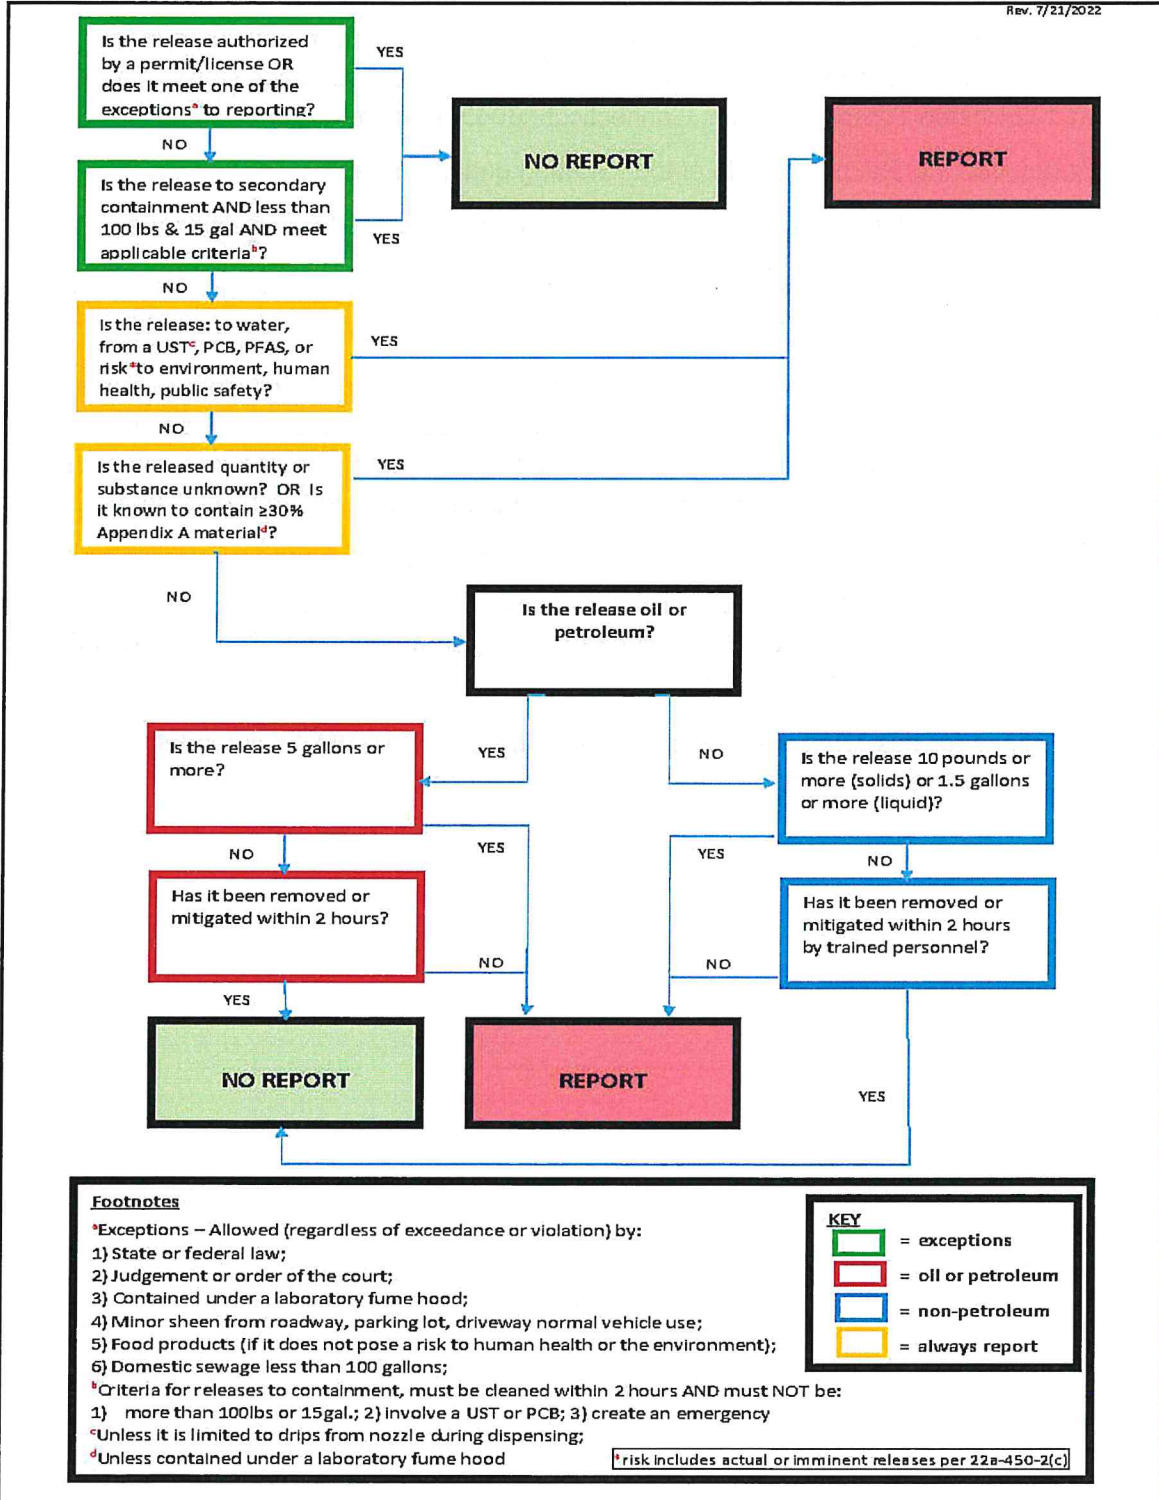 Rev. 7/21/2022
Is the release authorized
by a permit/license OR
does it meet one of the
exceptionsᵃ to reporting?
YES
NO
NO REPORT
REPORT
Is the release to secondary
containment AND less than
100 lbs & 15 gal AND meet
applicable criteriaᵇ?
YES
NO
Is the release: to water,
from a USTᶜ, PCB, PFAS, or
risk*to environment, human
health, public safety?
YES
NO
Is the released quantity or
substance unknown? OR Is
it known to contain ≥30%
Appendix A materialᵈ?
YES
NO
Is the release oil or
petroleum?
YES
NO
Is the release 5 gallons or
more?
YES
NO
Is the release 10 pounds or
more (solids) or 1.5 gallons
or more (liquid)?
YES
NO
Has it been removed or
mitigated within 2 hours?
NO
YES
Has it been removed or
mitigated within 2 hours
by trained personnel?
NO
YES
NO REPORT
REPORT
Footnotes
ᵃExceptions – Allowed (regardless of exceedance or violation) by:
1) State or federal law;
2) Judgement or order of the court;
3) Contained under a laboratory fume hood;
4) Minor sheen from roadway, parking lot, driveway normal vehicle use;
5) Food products (if it does not pose a risk to human health or the environment);
6) Domestic sewage less than 100 gallons;
ᵇCriteria for releases to containment, must be cleaned within 2 hours AND must NOT be:
1) more than 100lbs or 15gal.; 2) involve a UST or PCB; 3) create an emergency
ᶜUnless it is limited to drips from nozzle during dispensing;
ᵈUnless contained under a laboratory fume hood
*risk includes actual or imminent releases per 22a-450-2(c)
KEY
= exceptions
= oil or petroleum
= non-petroleum
= always report